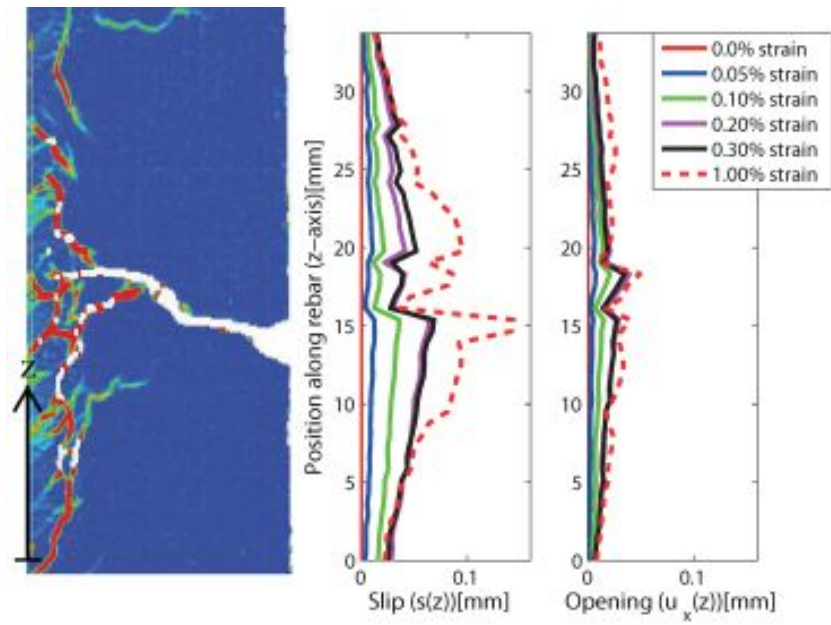 z
Position along rebar (z-axis)[mm]
30
25
20
15
10
5
0
0
0.1
Slip (s(z))[mm]
0.0% strain
0.05% strain
0.10% strain
0.20% strain
0.30% strain
1.00% strain
30
25
20
15
10
5
0
0
0.1
Opening (u_x(z))[mm]